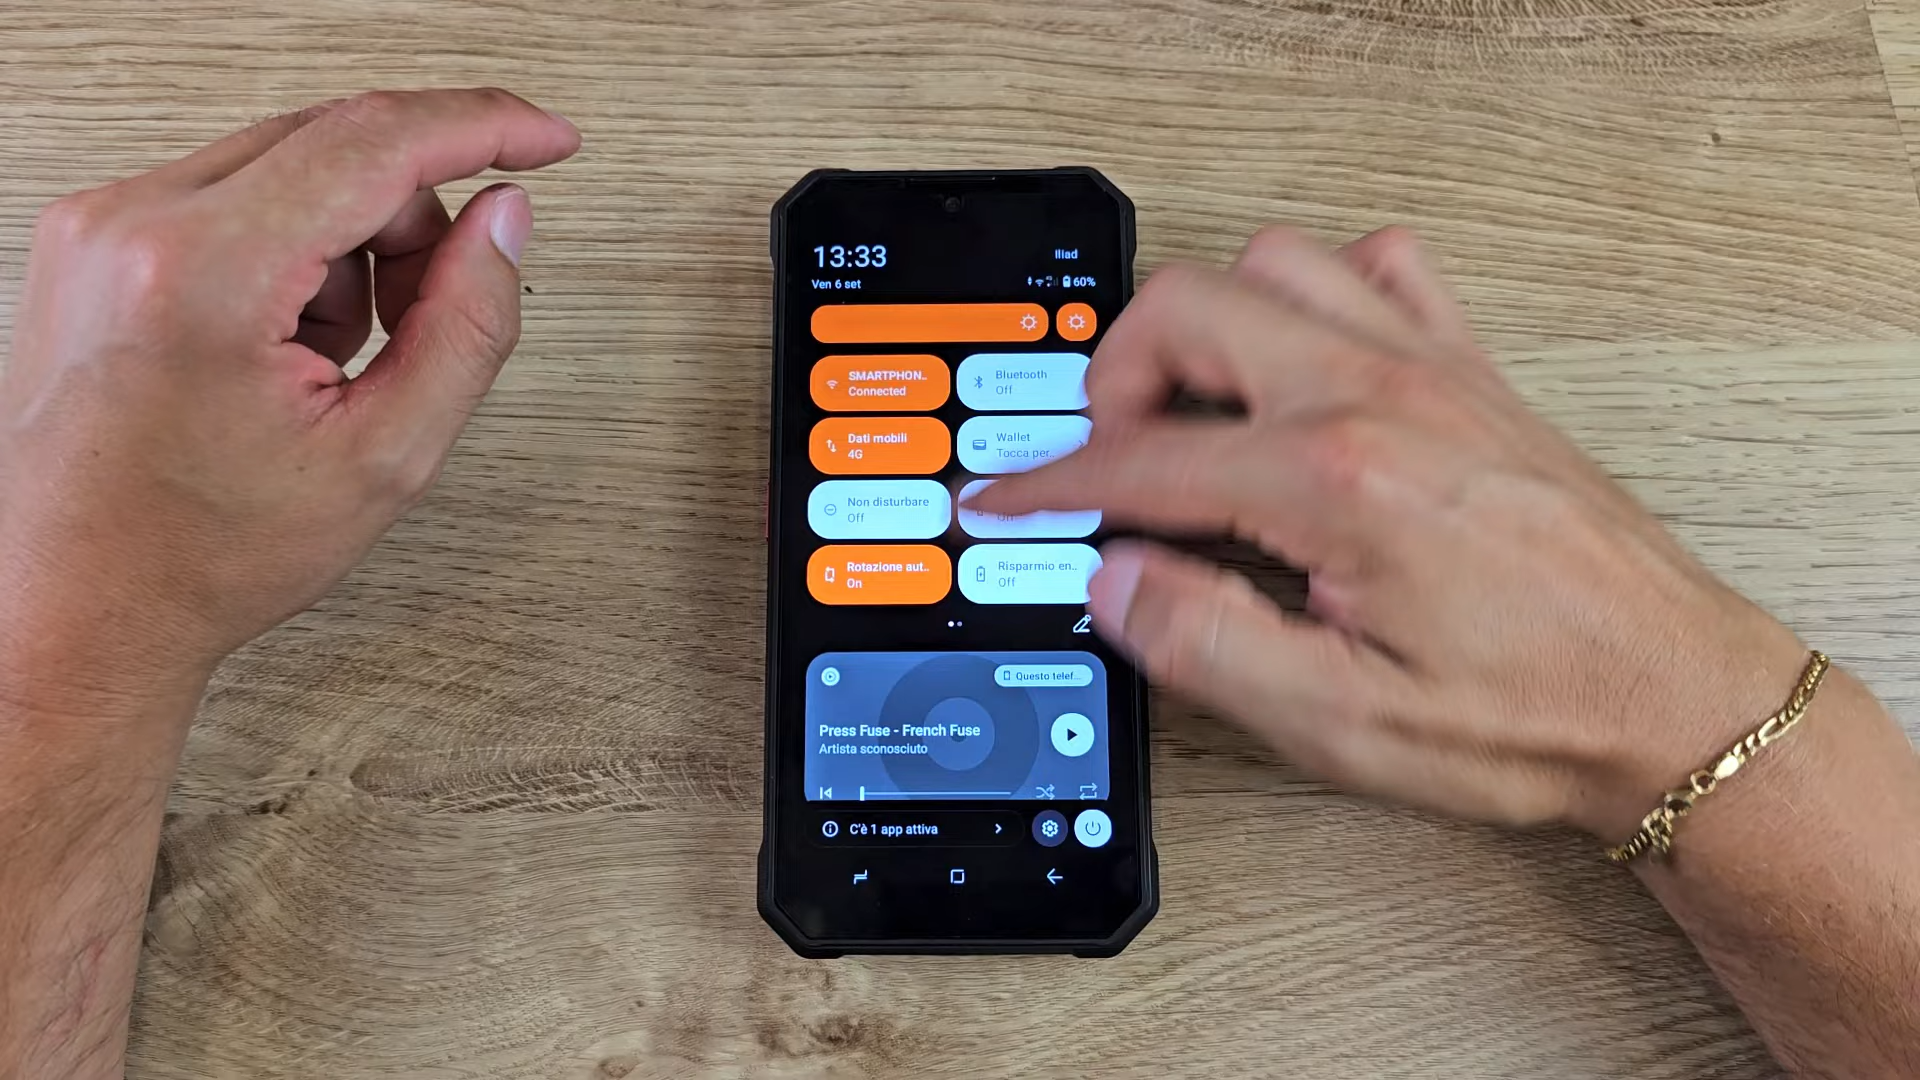 13:33
Iliad
Ven 6 set
60%
SMARTPHON..
Connected
Bluetooth
Off
Dati mobili
4G
Wallet
Tocca per..
Non disturbare
Off
Rotazione aut..
On
Risparmio en..
Off
Questo telef...
Press Fuse - French Fuse
Artista sconosciuto
C'è 1 app attiva